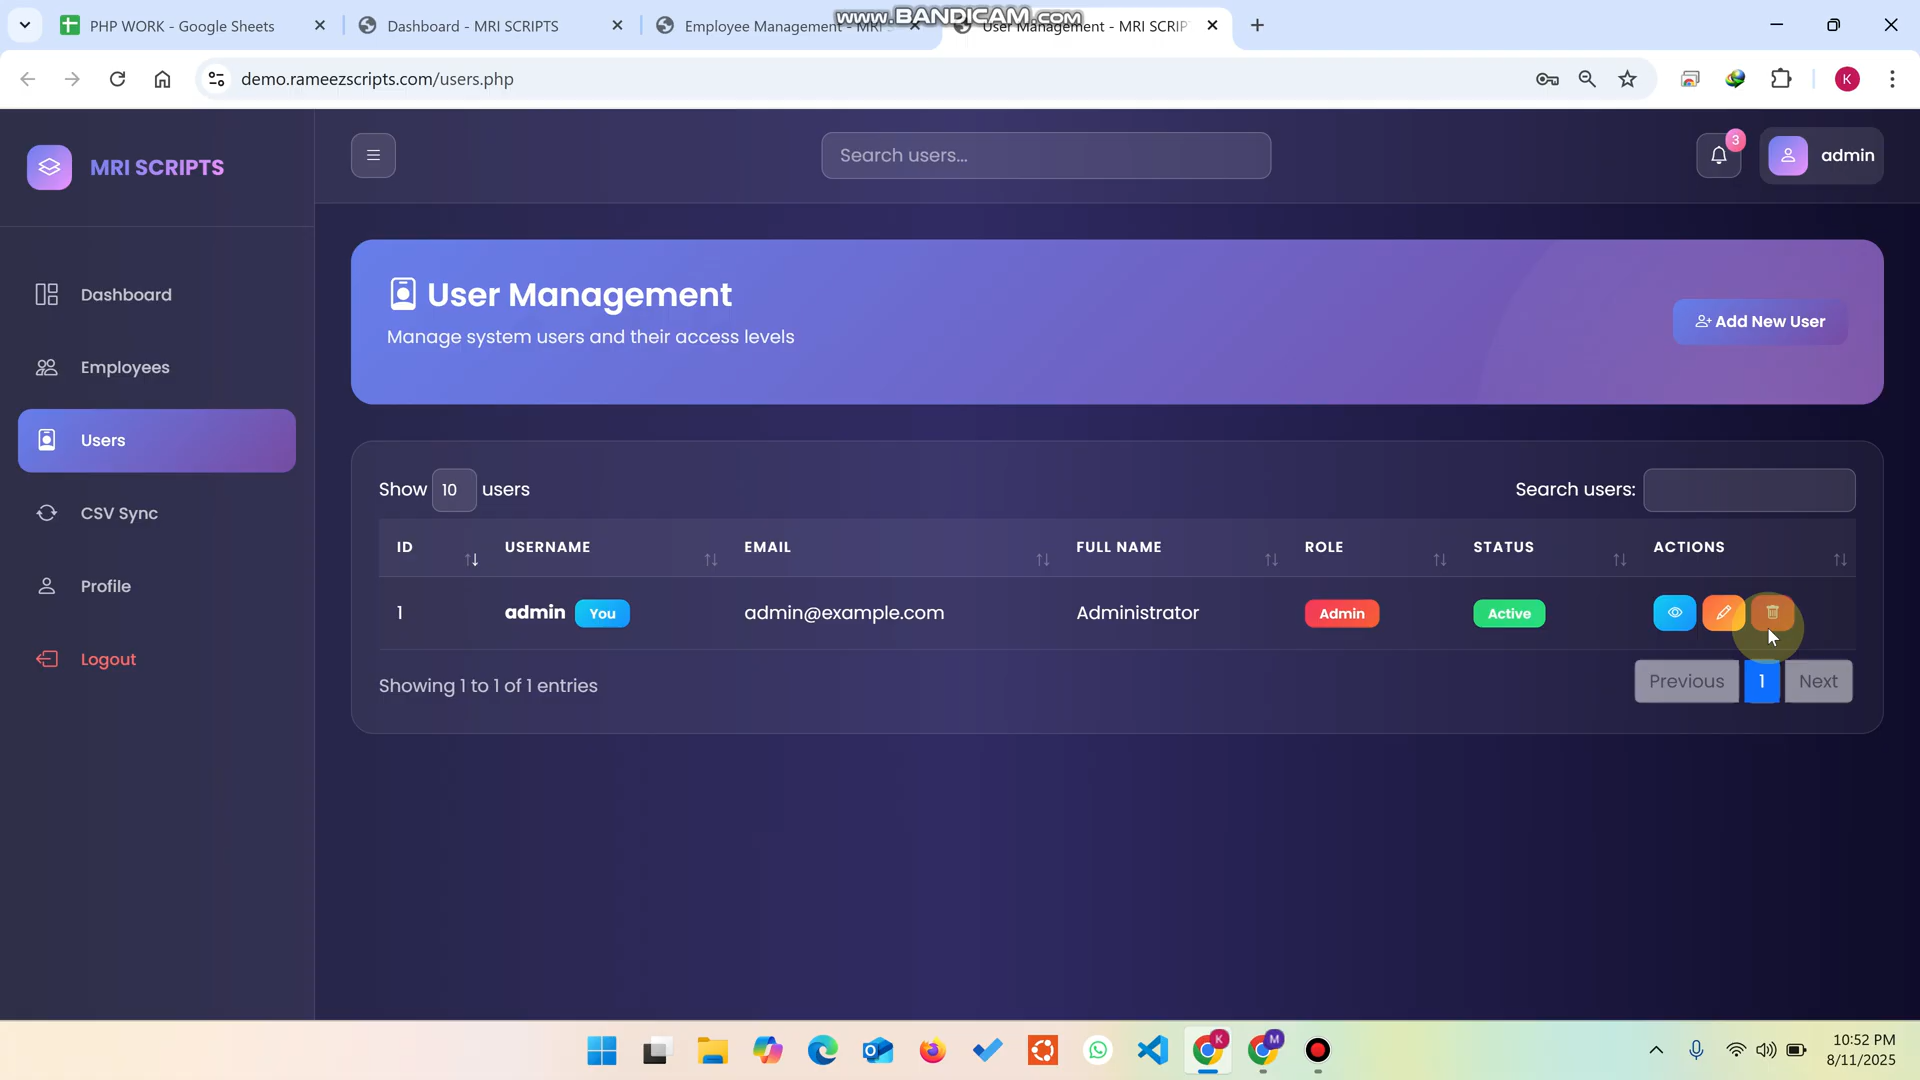 PHP WORK - Google Sheets
Dashboard - MRI SCRIPTS
Employee Management - MRI S
User Management - MRI SCRIP
www.BANDICAM.com
demo.rameezscripts.com/users.php
K
MRI SCRIPTS
Search users...
3
admin
Dashboard
Employees
Users
CSV Sync
Profile
Logout
User Management
Manage system users and their access levels
Add New User
Show 10 users
Search users:
ID USERNAME EMAIL FULL NAME ROLE STATUS ACTIONS
1 admin You admin@example.com Administrator Admin Active
Showing 1 to 1 of 1 entries
Previous 1 Next
K
M
10:52 PM
8/11/2025